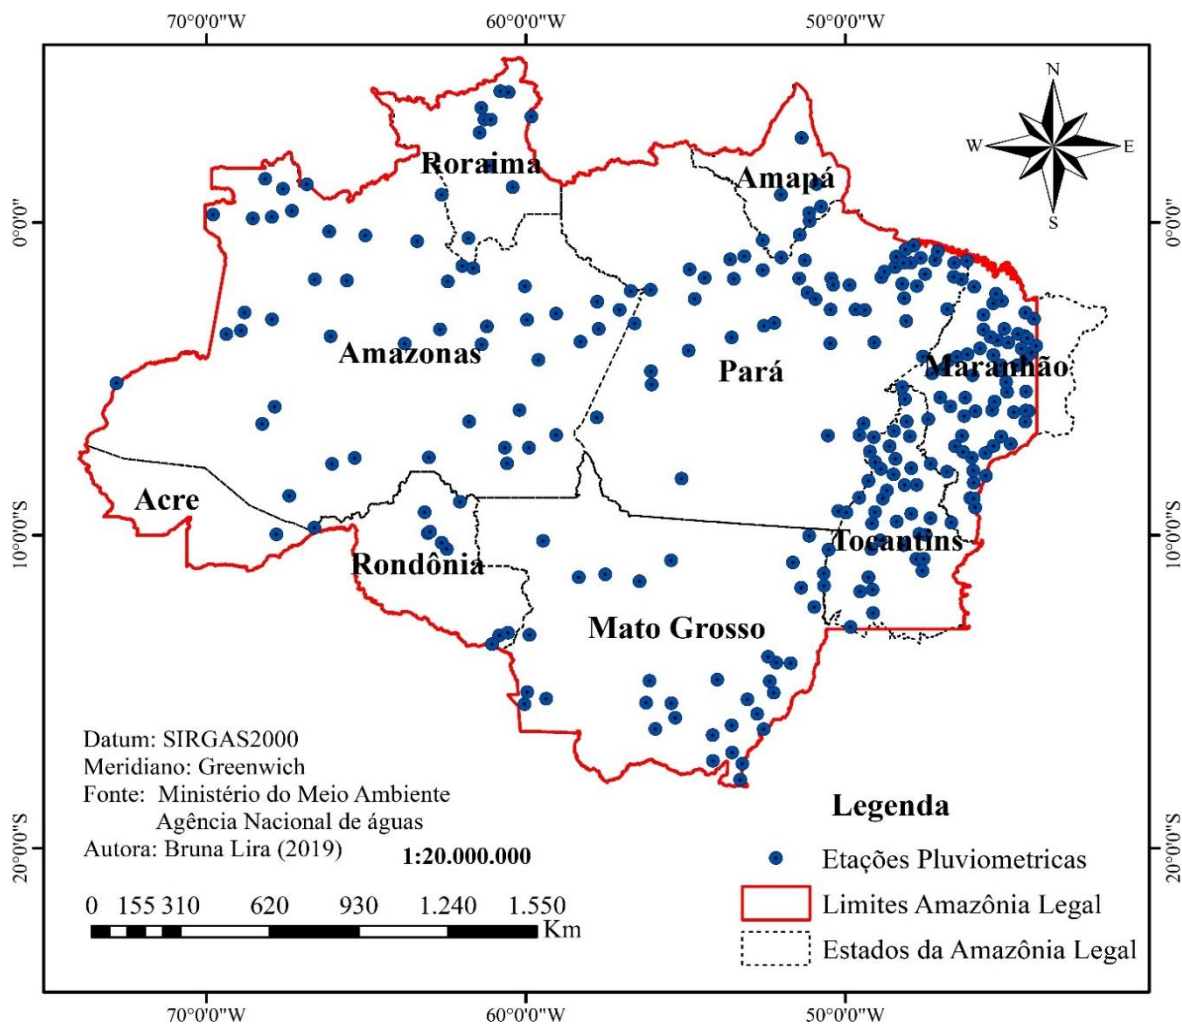 70°0'0"W 60°0'0"W 50°0'0"W
N
W E
S
Roraima
Amapá
0°0'0" 0°0'0"
Amazonas
Pará
Maranhão
Acre
Rondônia
Tocantins
10°0'0"S 10°0'0"S
Mato Grosso
Datum: SIRGAS2000
Meridiano: Greenwich
Fonte: Ministério do Meio Ambiente
Agência Nacional de águas
Autora: Bruna Lira (2019)
1:20.000.000
0 155 310 620 930 1.240 1.550
Km
Legenda
Etações Pluviometricas
Limites Amazônia Legal
Estados da Amazônia Legal
20°0'0"S 20°0'0"S
70°0'0"W 60°0'0"W 50°0'0"W